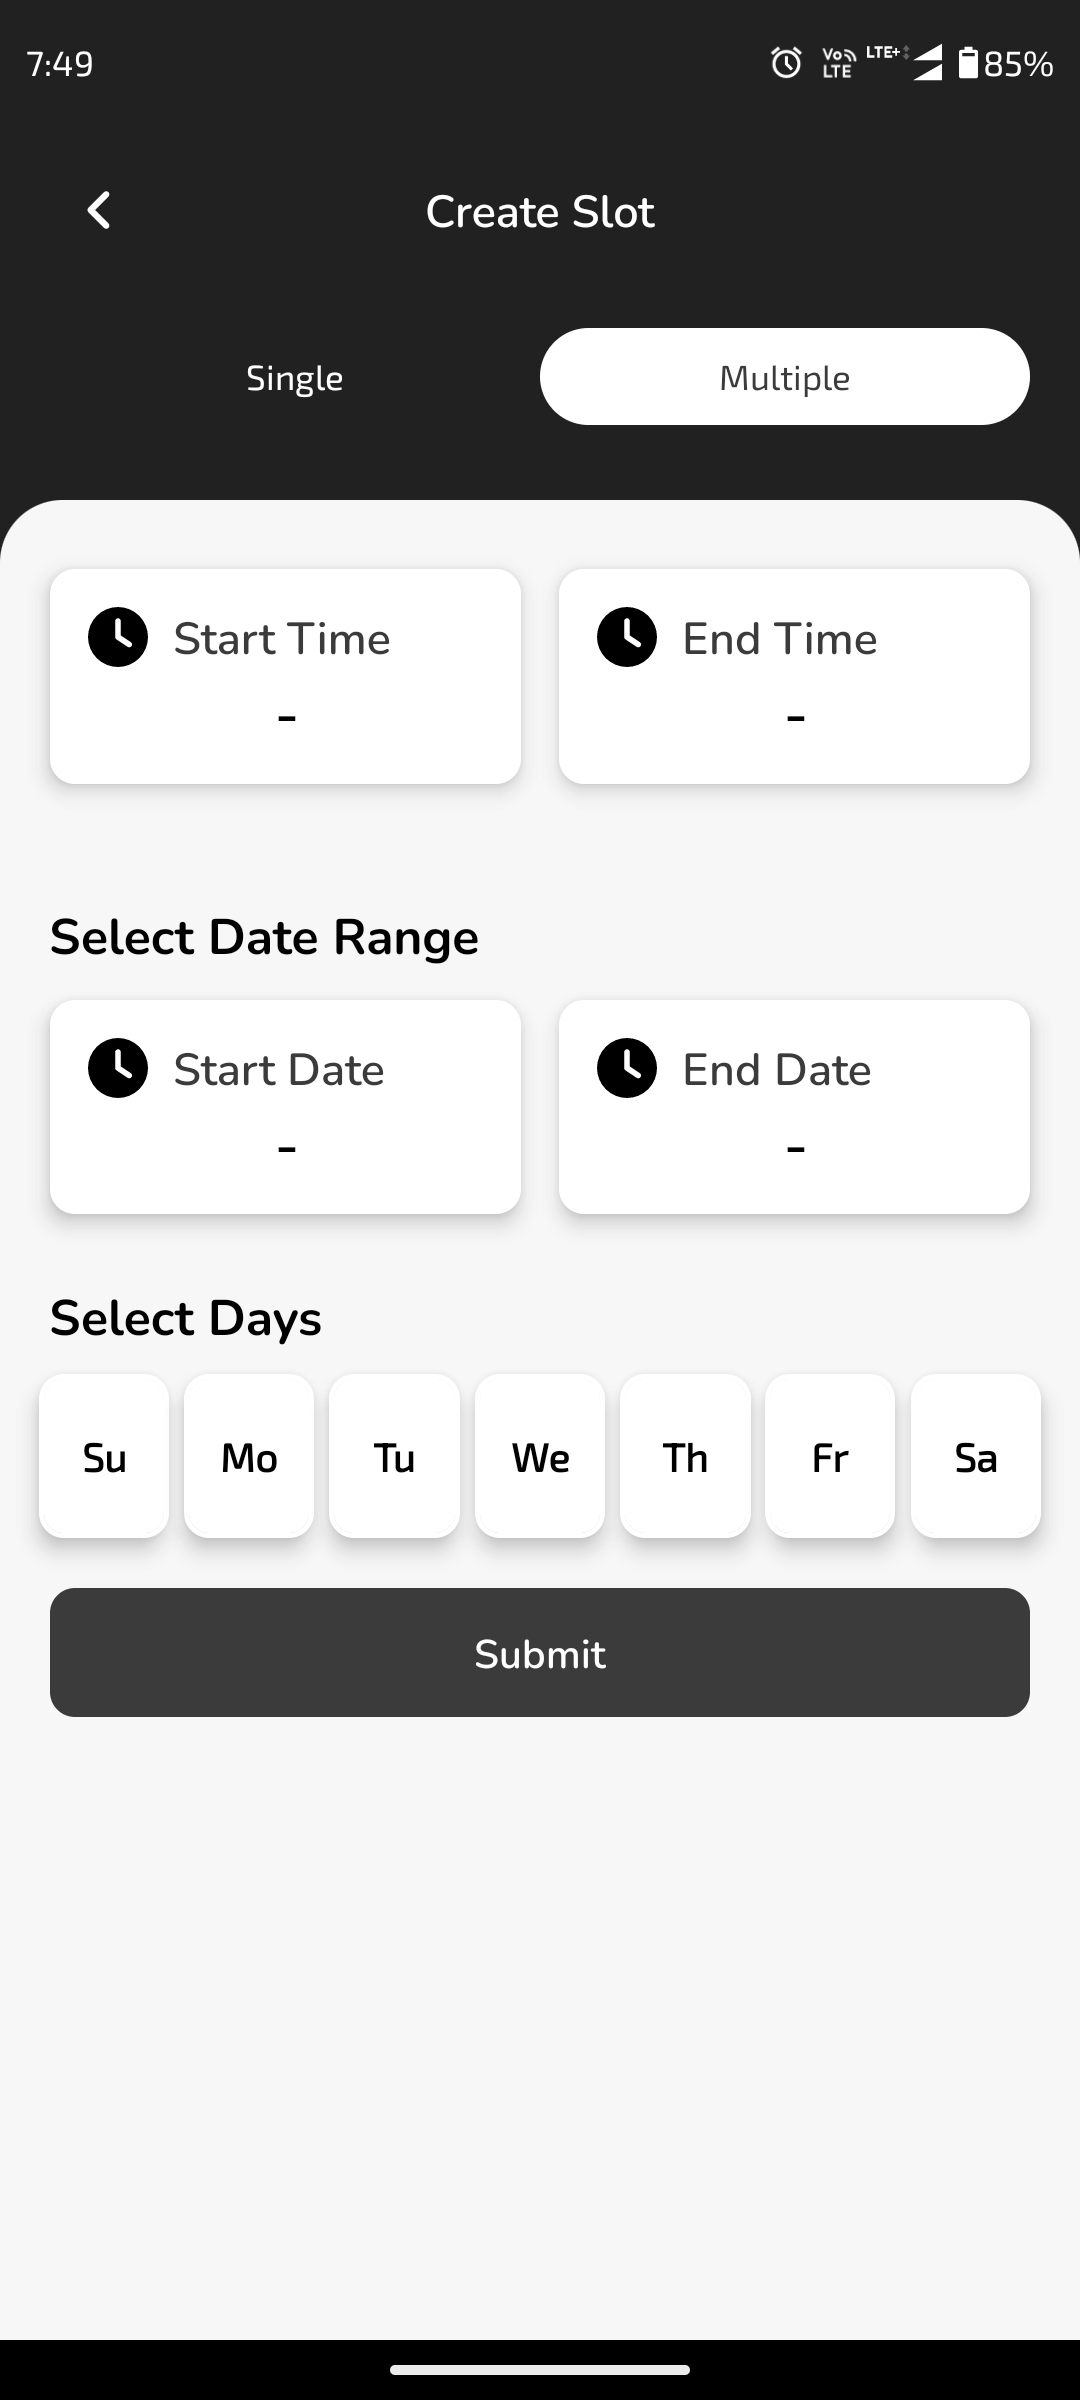 7:49 Vo LTE LTE+ 85%
Create Slot
Single Multiple
Start Time End Time
- -
Select Date Range
Start Date End Date
- -
Select Days
Su Mo Tu We Th Fr Sa
Submit